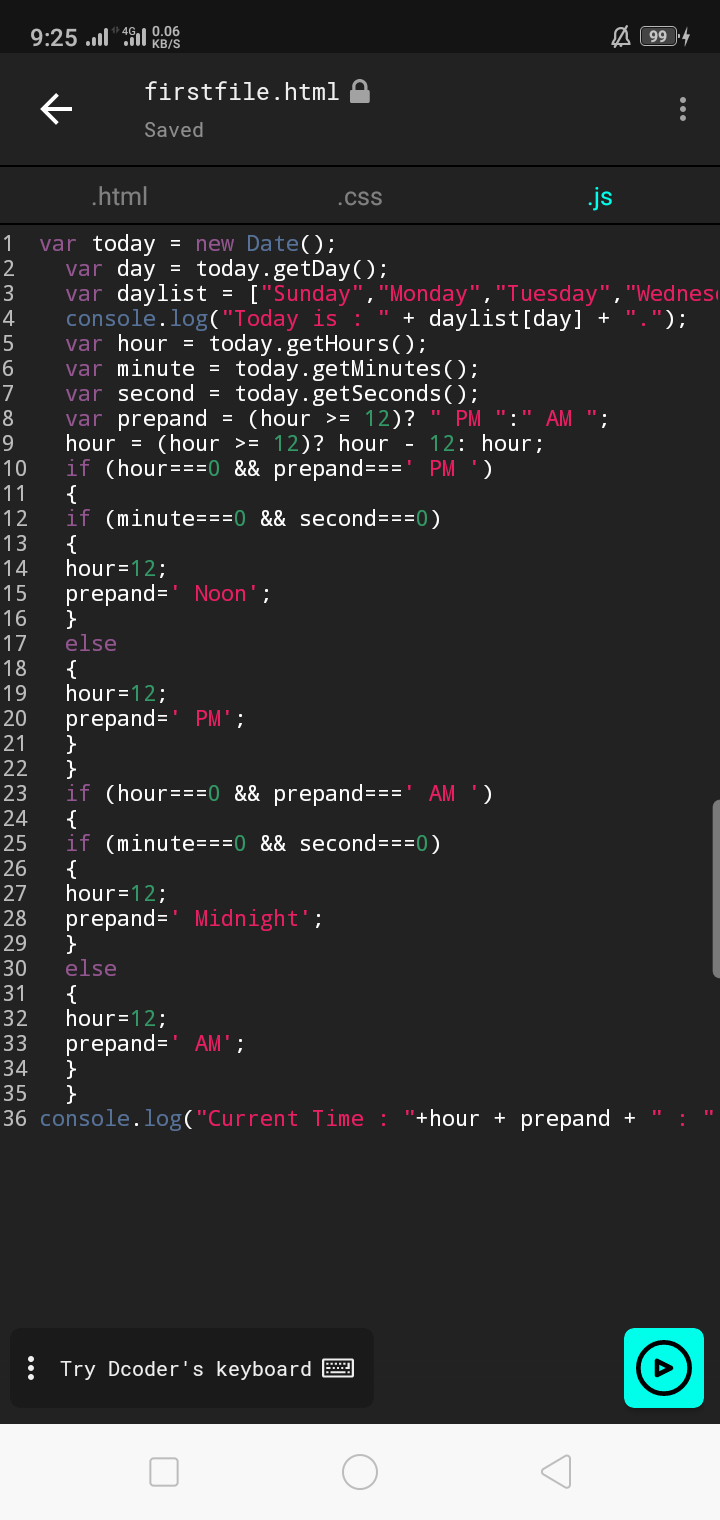 9:25 4G 0.06 KB/S 99
firstfile.html
Saved
.html .css .js
1 var today = new Date();
2 var day = today.getDay();
3 var daylist = ["Sunday","Monday","Tuesday","Wednes
4 console.log("Today is : " + daylist[day] + ".");
5 var hour = today.getHours();
6 var minute = today.getMinutes();
7 var second = today.getSeconds();
8 var prepand = (hour >= 12)? " PM ":" AM ";
9 hour = (hour >= 12)? hour - 12: hour;
10 if (hour===0 && prepand===' PM ')
11 {
12 if (minute===0 && second===0)
13 {
14 hour=12;
15 prepand=' Noon';
16 }
17 else
18 {
19 hour=12;
20 prepand=' PM';
21 }
22 }
23 if (hour===0 && prepand===' AM ')
24 {
25 if (minute===0 && second===0)
26 {
27 hour=12;
28 prepand=' Midnight';
29 }
30 else
31 {
32 hour=12;
33 prepand=' AM';
34 }
35 }
36 console.log("Current Time : "+hour + prepand + " : "
Try Dcoder's keyboard